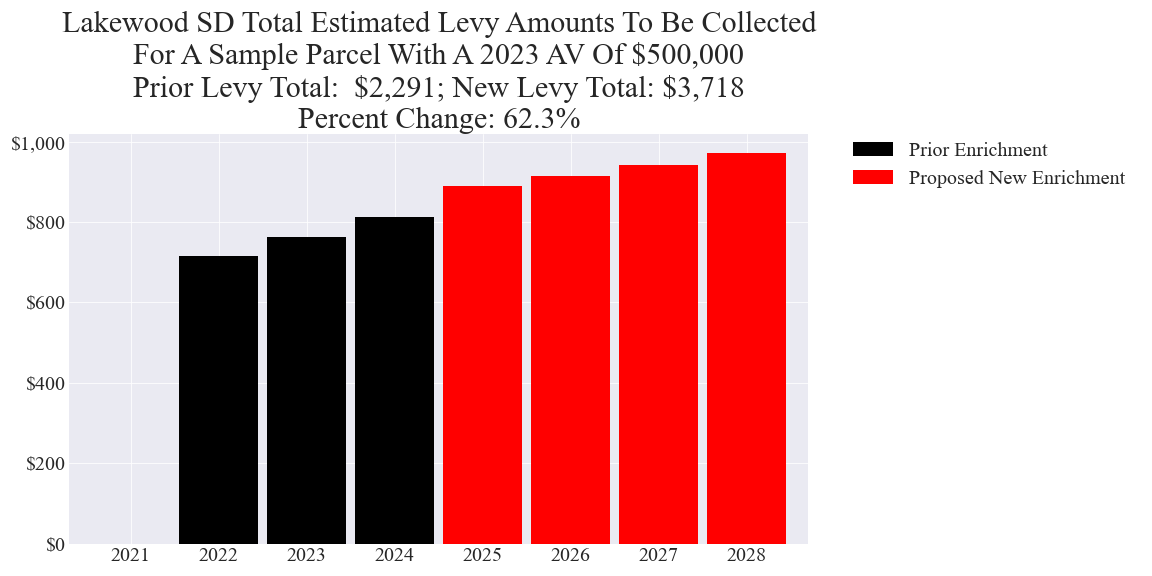 Lakewood SD Total Estimated Levy Amounts To Be Collected
For A Sample Parcel With A 2023 AV Of $500,000
Prior Levy Total:  $2,291; New Levy Total: $3,718
Percent Change: 62.3%
$1,000
$800
$600
$400
$200
$0
2021 2022 2023 2024 2025 2026 2027 2028
Prior Enrichment
Proposed New Enrichment